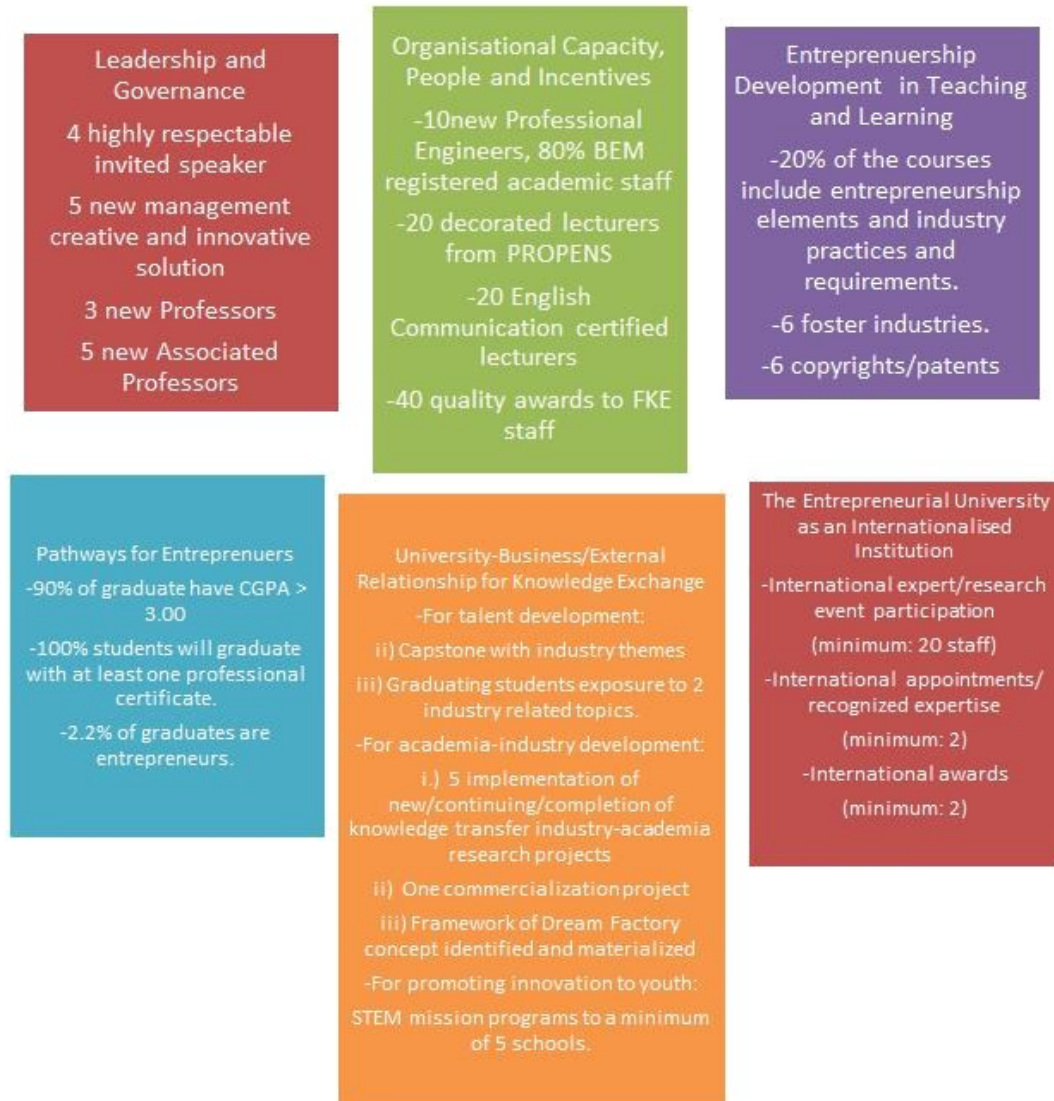 Leadership and
Governance
4 highly respectable
invited speaker
5 new management
creative and innovative
solution
3 new Professors
5 new Associated
Professors
Organisational Capacity,
People and Incentives
-10new Professional
Engineers, 80% BEM
registered academic staff
-20 decorated lecturers
from PROPENS
-20 English
Communication certified
lecturers
-40 quality awards to FKE
staff
Entreprenuership
Development in Teaching
and Learning
-20% of the courses
include entrepreneurship
elements and industry
practices and
requirements.
-6 foster industries.
-6 copyrights/patents
Pathways for Entreprenuers
-90% of graduate have CGPA >
3.00
-100% students will graduate
with at least one professional
certificate.
-2.2% of graduates are
entrepreneurs.
University-Business/External
Relationship for Knowledge Exchange
-For talent development:
ii) Capstone with industry themes
iii) Graduating students exposure to 2
industry related topics.
-For academia-industry development:
i.) 5 implementation of
new/continuing/completion of
knowledge transfer industry-academia
research projects
ii) One commercialization project
iii) Framework of Dream Factory
concept identified and materialized
-For promoting innovation to youth:
STEM mission programs to a minimum
of 5 schools.
The Entrepreneurial University
as an Internationalised
Institution
-International expert/research
event participation
(minimum: 20 staff)
-International appointments/
recognized expertise
(minimum: 2)
-International awards
(minimum: 2)